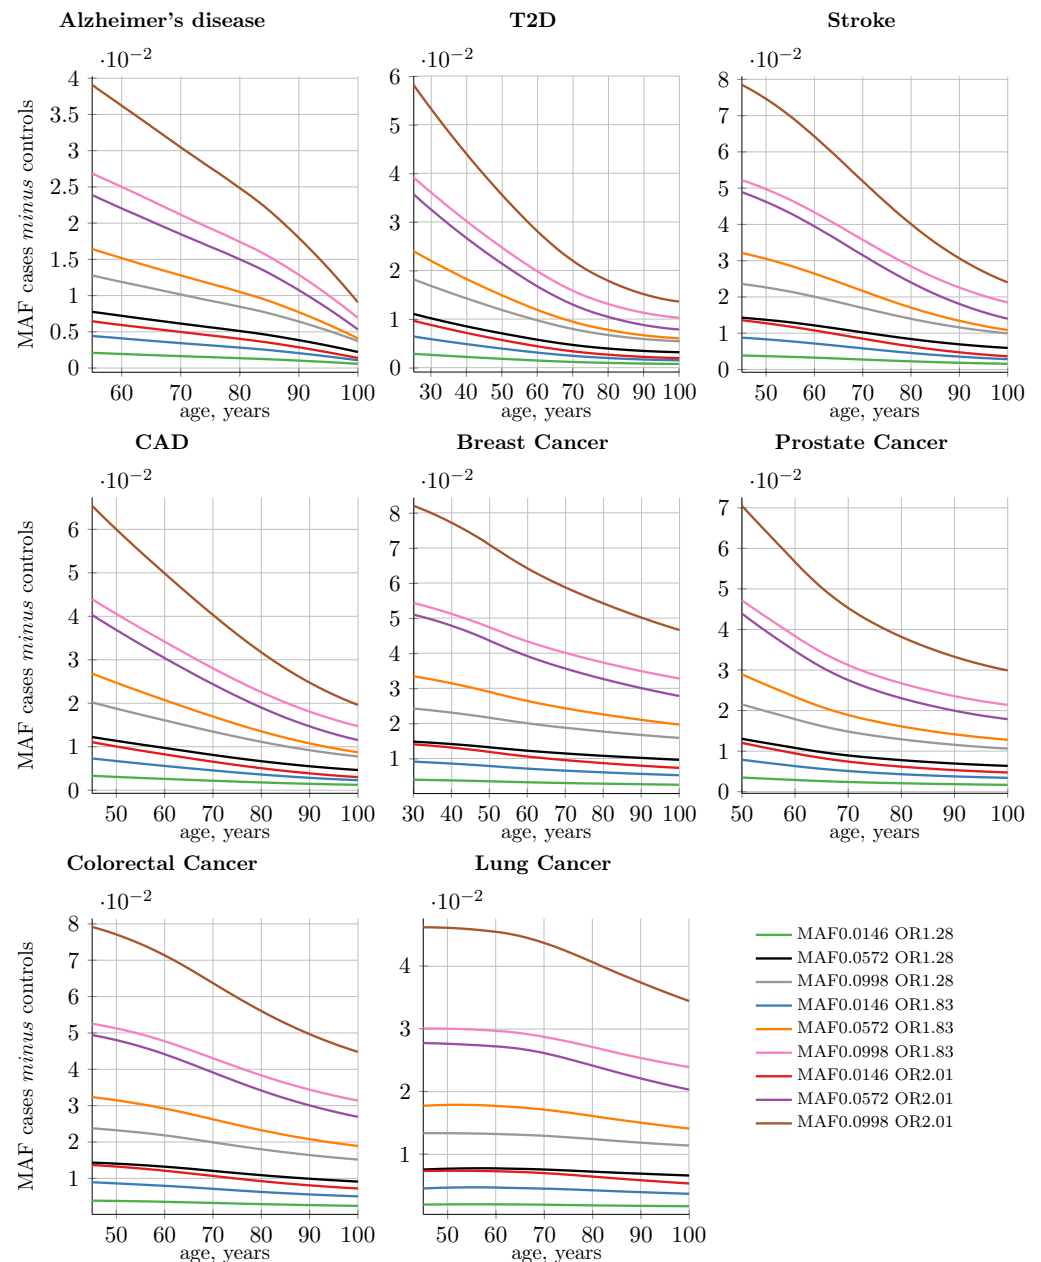 Alzheimer's disease
T2D
Stroke
·10−2
·10−2
·10−2
MAF cases minus controls
4
3.5
3
2.5
2
1.5
1
0.5
0
60 70 80 90 100
age, years
6
5
4
3
2
1
0
30 40 50 60 70 80 90 100
age, years
8
7
6
5
4
3
2
1
0
50 60 70 80 90 100
age, years
CAD
Breast Cancer
Prostate Cancer
·10−2
·10−2
·10−2
MAF cases minus controls
6
5
4
3
2
1
0
50 60 70 80 90 100
age, years
8
7
6
5
4
3
2
1
30 40 50 60 70 80 90 100
age, years
7
6
5
4
3
2
1
0
50 60 70 80 90 100
age, years
Colorectal Cancer
Lung Cancer
·10−2
·10−2
MAF cases minus controls
8
7
6
5
4
3
2
1
50 60 70 80 90 100
age, years
4
3
2
1
50 60 70 80 90 100
age, years
MAF0.0146 OR1.28
MAF0.0572 OR1.28
MAF0.0998 OR1.28
MAF0.0146 OR1.83
MAF0.0572 OR1.83
MAF0.0998 OR1.83
MAF0.0146 OR2.01
MAF0.0572 OR2.01
MAF0.0998 OR2.01